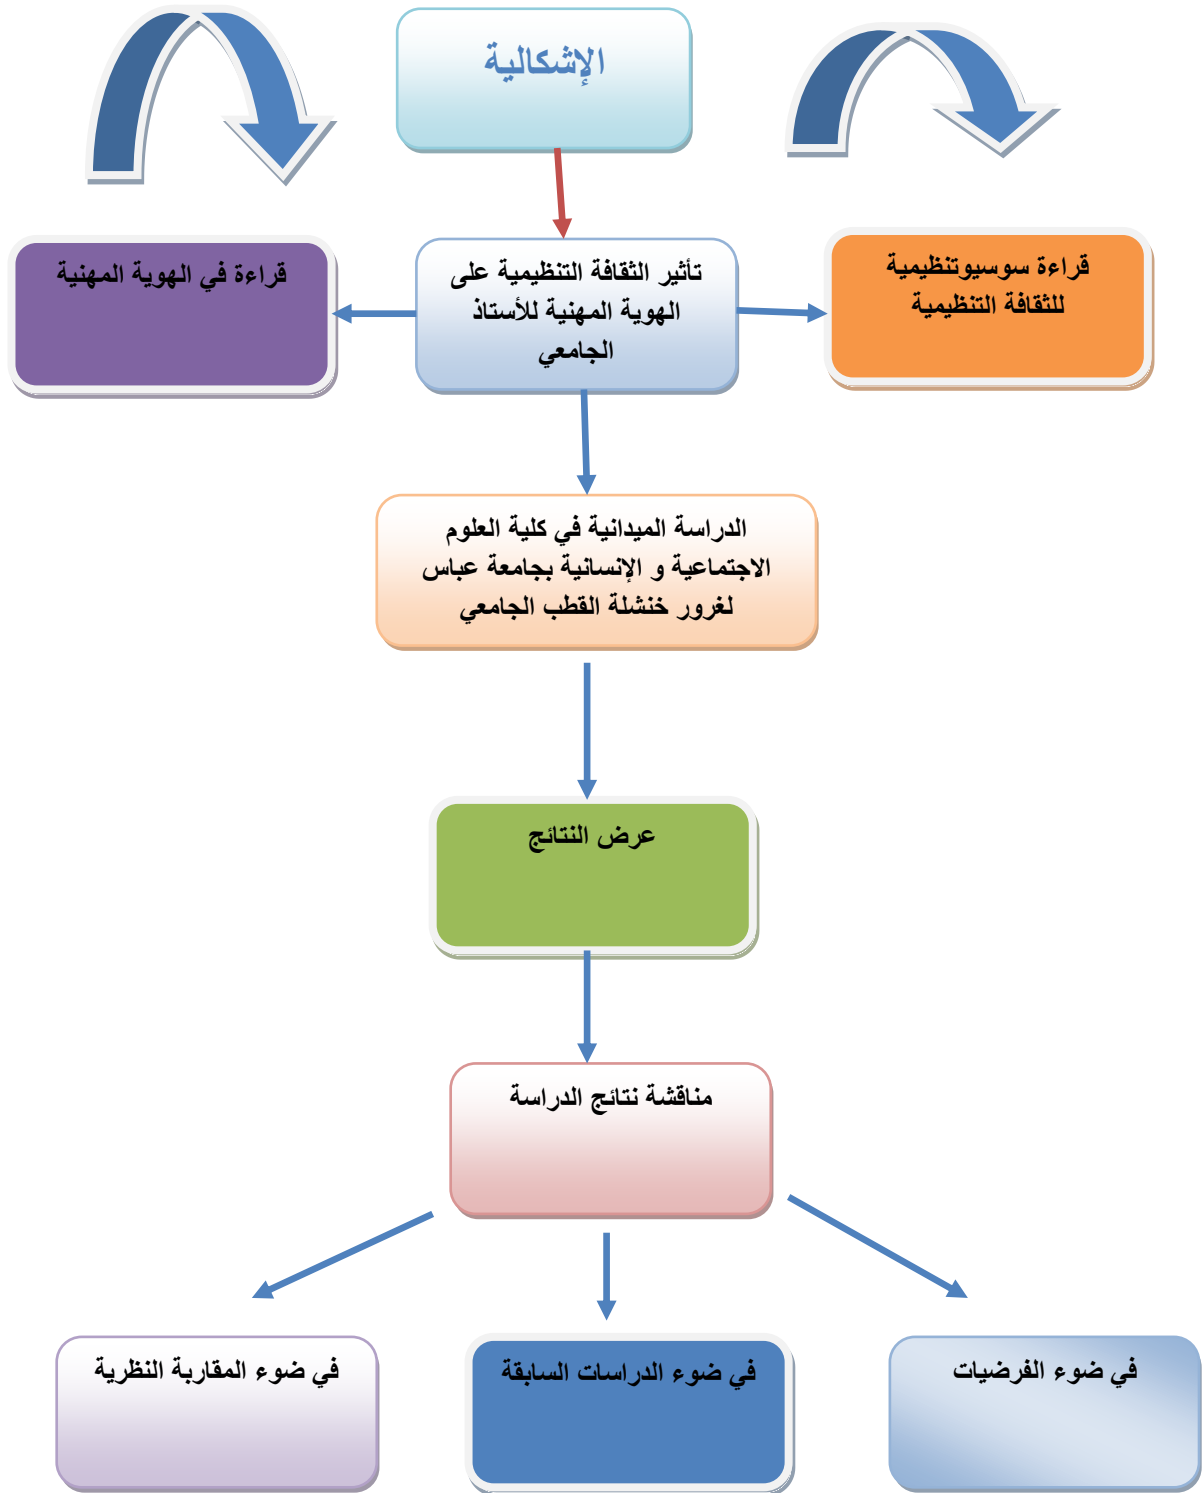 الإشكالية
قراءة سوسيوتنظيمية
للثقافة التنظيمية
تأثير الثقافة التنظيمية على
الهوية المهنية للأستاذ
الجامعي
قراءة في الهوية المهنية
الدراسة الميدانية في كلية العلوم
الاجتماعية و الإنسانية بجامعة عباس
لغرور خنشلة القطب الجامعي
عرض النتائج
مناقشة نتائج الدراسة
في ضوء الفرضيات
في ضوء الدراسات السابقة
في ضوء المقاربة النظرية